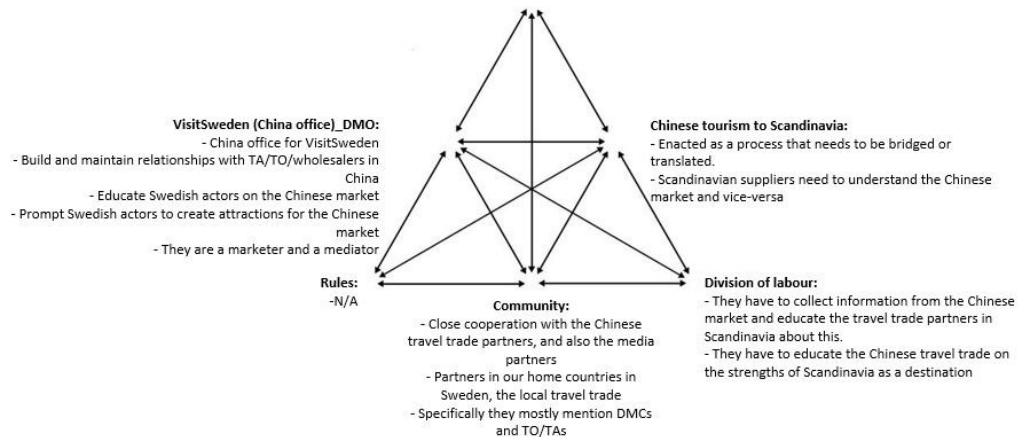 VisitSweden (China office)_DMO:
- China office for VisitSweden
- Build and maintain relationships with TA/TO/wholesalers in
China
- Educate Swedish actors on the Chinese market
- Prompt Swedish actors to create attractions for the Chinese
market
- They are a marketer and a mediator
Chinese tourism to Scandinavia:
- Enacted as a process that needs to be bridged or
translated.
- Scandinavian suppliers need to understand the Chinese
market and vice-versa
Rules:
-N/A
Community:
- Close cooperation with the Chinese
travel trade partners, and also the media
partners
- Partners in our home countries in
Sweden, the local travel trade
- Specifically they mostly mention DMCs
and TO/TAs
Division of labour:
- They have to collect information from the Chinese
market and educate the travel trade partners in
Scandinavia about this.
- They have to educate the Chinese travel trade on
the strengths of Scandinavia as a destination